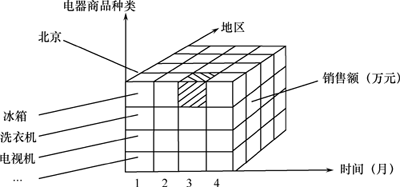 电器商品种类
地区
北京
销售额（万元）
冰箱
洗衣机
电视机
...
1 2 3 4
时间（月）